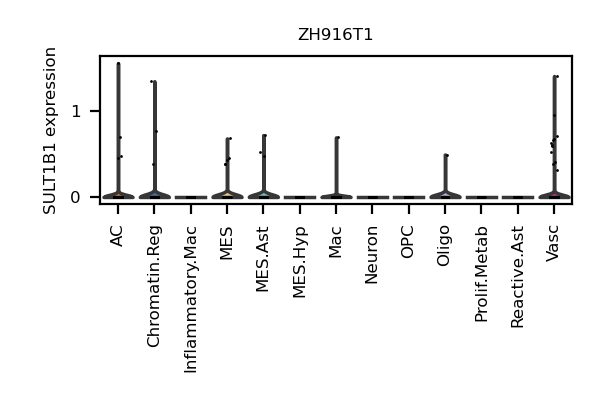 ZH916T1
SULT1B1 expression
1
0
AC
Chromatin.Reg
Inflammatory.Mac
MES
MES.Ast
MES.Hyp
Mac
Neuron
OPC
Oligo
Prolif.Metab
Reactive.Ast
Vasc